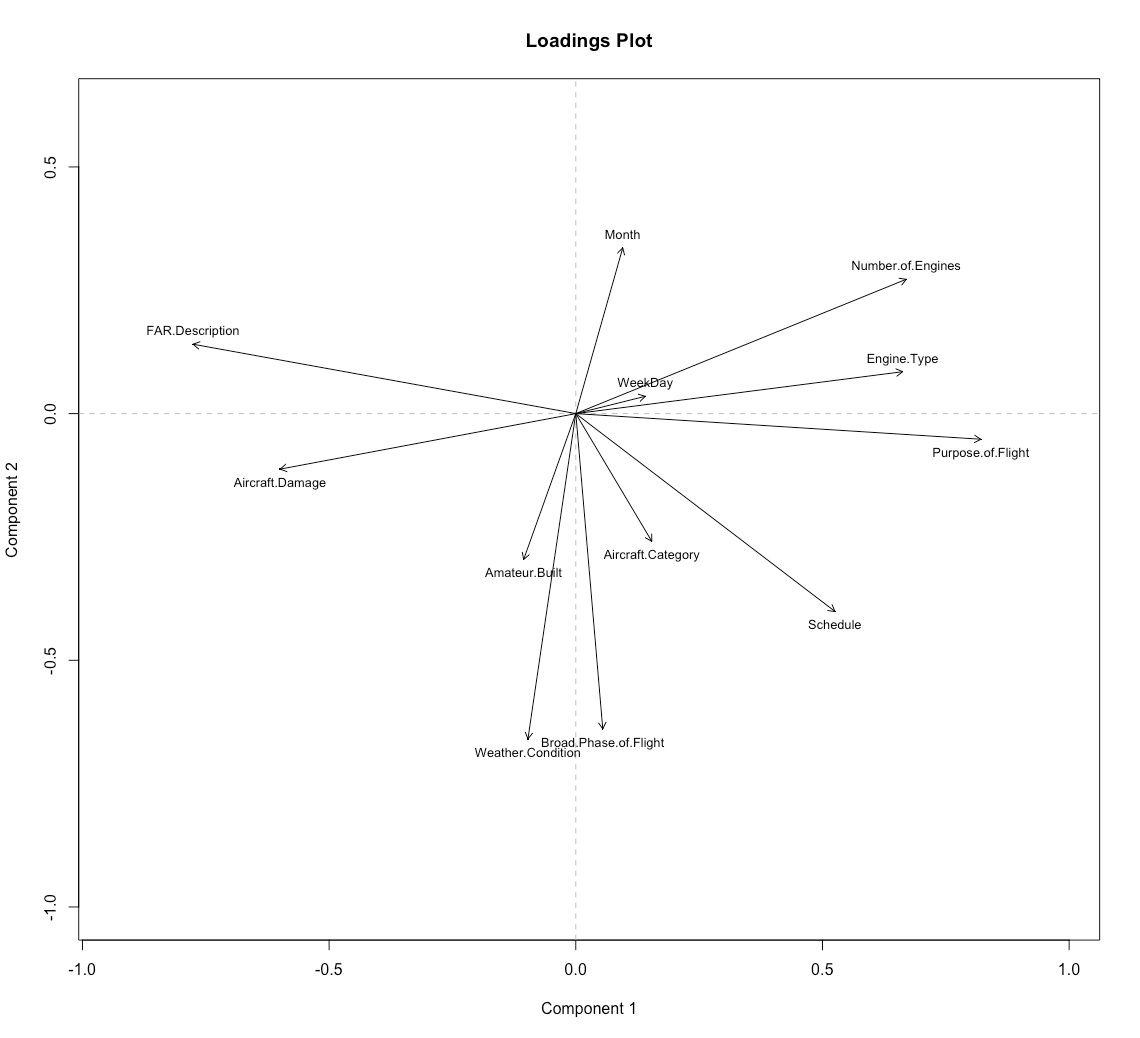 Loadings Plot
0.5
Month
Number.of.Engines
FAR.Description
Engine.Type
WeekDay
0.0
Purpose.of.Flight
Aircraft.Damage
Component 2
Aircraft.Category
Amateur.Built
Schedule
-0.5
Broad.Phase.of.Flight
Weather.Condition
-1.0
-1.0 -0.5 0.0 0.5 1.0
Component 1